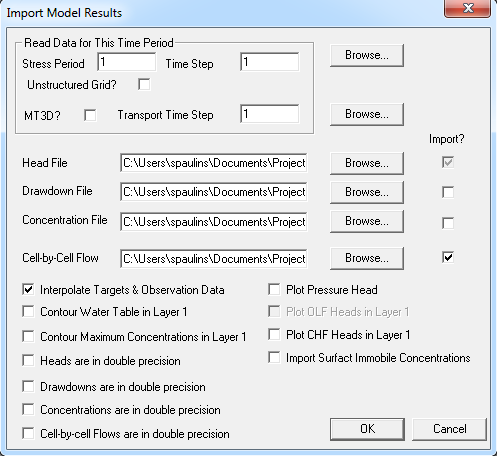 Import Model Results
Read Data for This Time Period
Stress Period 1 Time Step 1 Browse...
Unstructured Grid?
MT3D? Transport Time Step 1 Browse...
Import?
Head File C:\Users\spaulins\Documents\Project Browse...
Drawdown File C:\Users\spaulins\Documents\Project Browse...
Concentration File C:\Users\spaulins\Documents\Project Browse...
Cell-by-Cell Flow C:\Users\spaulins\Documents\Project Browse...
Interpolate Targets & Observation Data Plot Pressure Head
Contour Water Table in Layer 1 Plot OLF Heads in Layer 1
Contour Maximum Concentrations in Layer 1 Plot CHF Heads in Layer 1
Heads are in double precision Import Surfact Immobile Concentrations
Drawdowns are in double precision
Concentrations are in double precision
Cell-by-cell Flows are in double precision OK Cancel